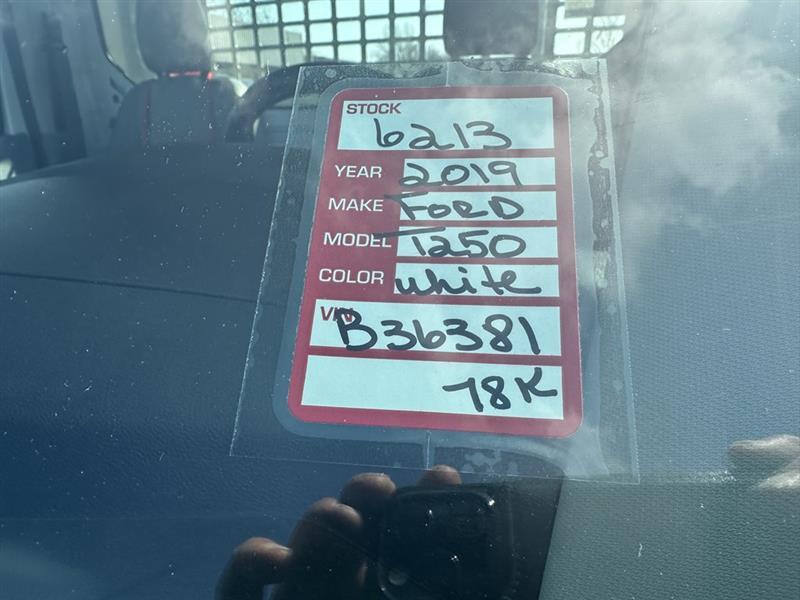 STOCK
6213
YEAR 2019
MAKE FORD
MODEL T250
COLOR white
VIN B36381
78K